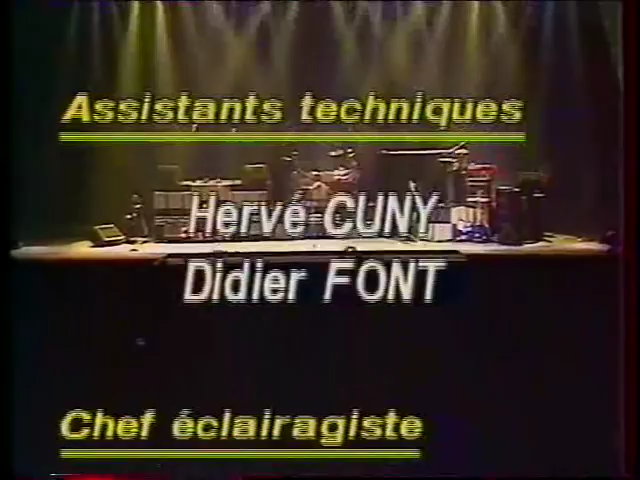 Assistants techniques
Hervé CUNY
Didier FONT
Chef éclairagiste